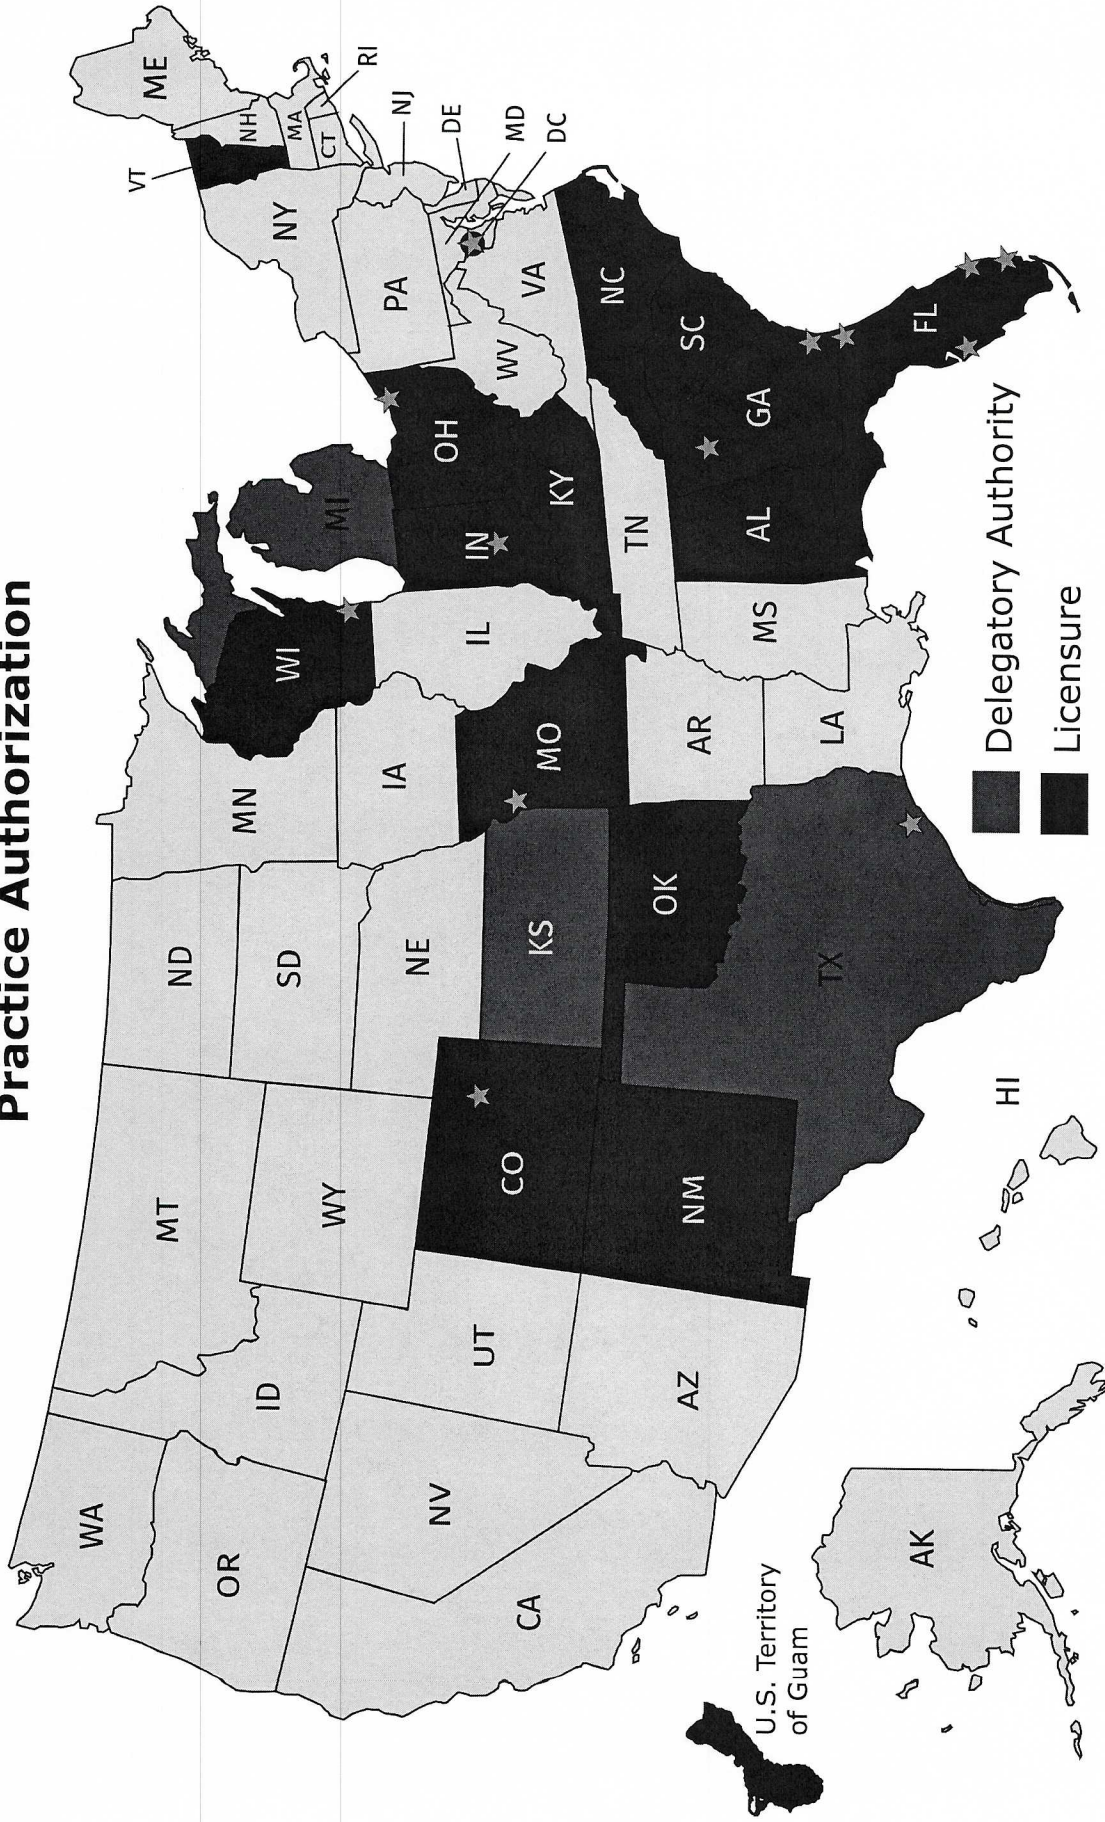 Practice Authorization
WA
OR
CA
NV
ID
MT
WY
UT
AZ
CO
NM
ND
SD
NE
KS
OK
TX
MN
IA
MO
AR
LA
WI
IL
MS
MI
IN
OH
KY
TN
AL
GA
FL
SC
NC
VA
WV
PA
NY
VT
NH
ME
MA
CT
RI
NJ
DE
MD
DC
AK
HI
U.S. Territory
of Guam
Delegatory Authority
Licensure